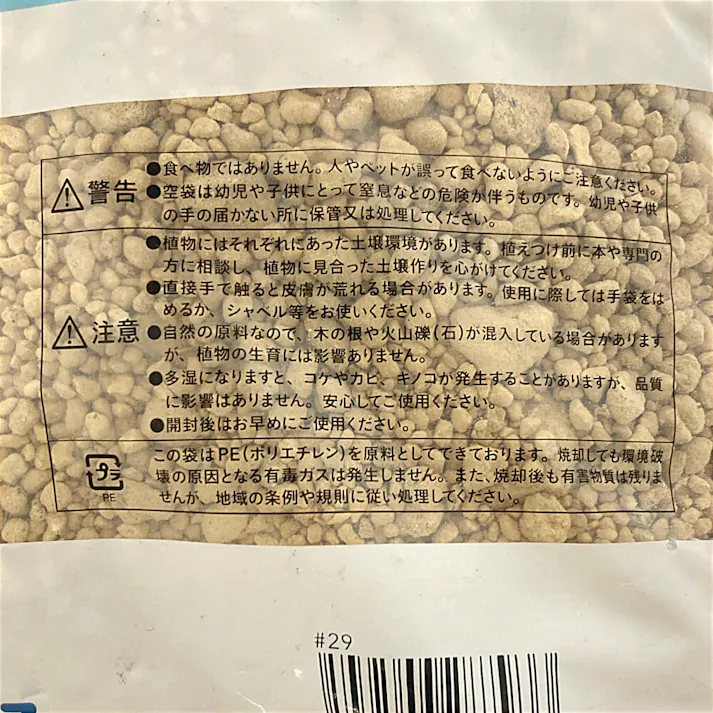 警告
●食べ物ではありません。人やペットが誤って食べないようにご注意ください。
●空袋は幼児や子供にとって窒息などの危険が伴うものです。幼児や子供
の手の届かない所に保管又は処理してください。
注意
●植物にはそれぞれにあった土壌環境があります。植えつけ前に本や専門の
方に相談し、植物に見合った土壌作りを心がけてください。
●直接手で触ると皮膚が荒れる場合があります。使用に際しては手袋をは
めるか、シャベル等をお使いください。
●自然の原料なので、木の根や火山礫(石)が混入している場合があります
が、植物の生育には影響ありません。
●多湿になりますと、コケやカビ、キノコが発生することがありますが、品質
に影響はありません。安心してご使用ください。
●開封後はお早めにご使用ください。
プラ
PE
この袋はPE(ポリエチレン)を原料としてできております。焼却しても環境破
壊の原因となる有毒ガスは発生しません。また、焼却後も有害物質は残りま
せんが、地域の条例や規則に従い処理してください。
#29